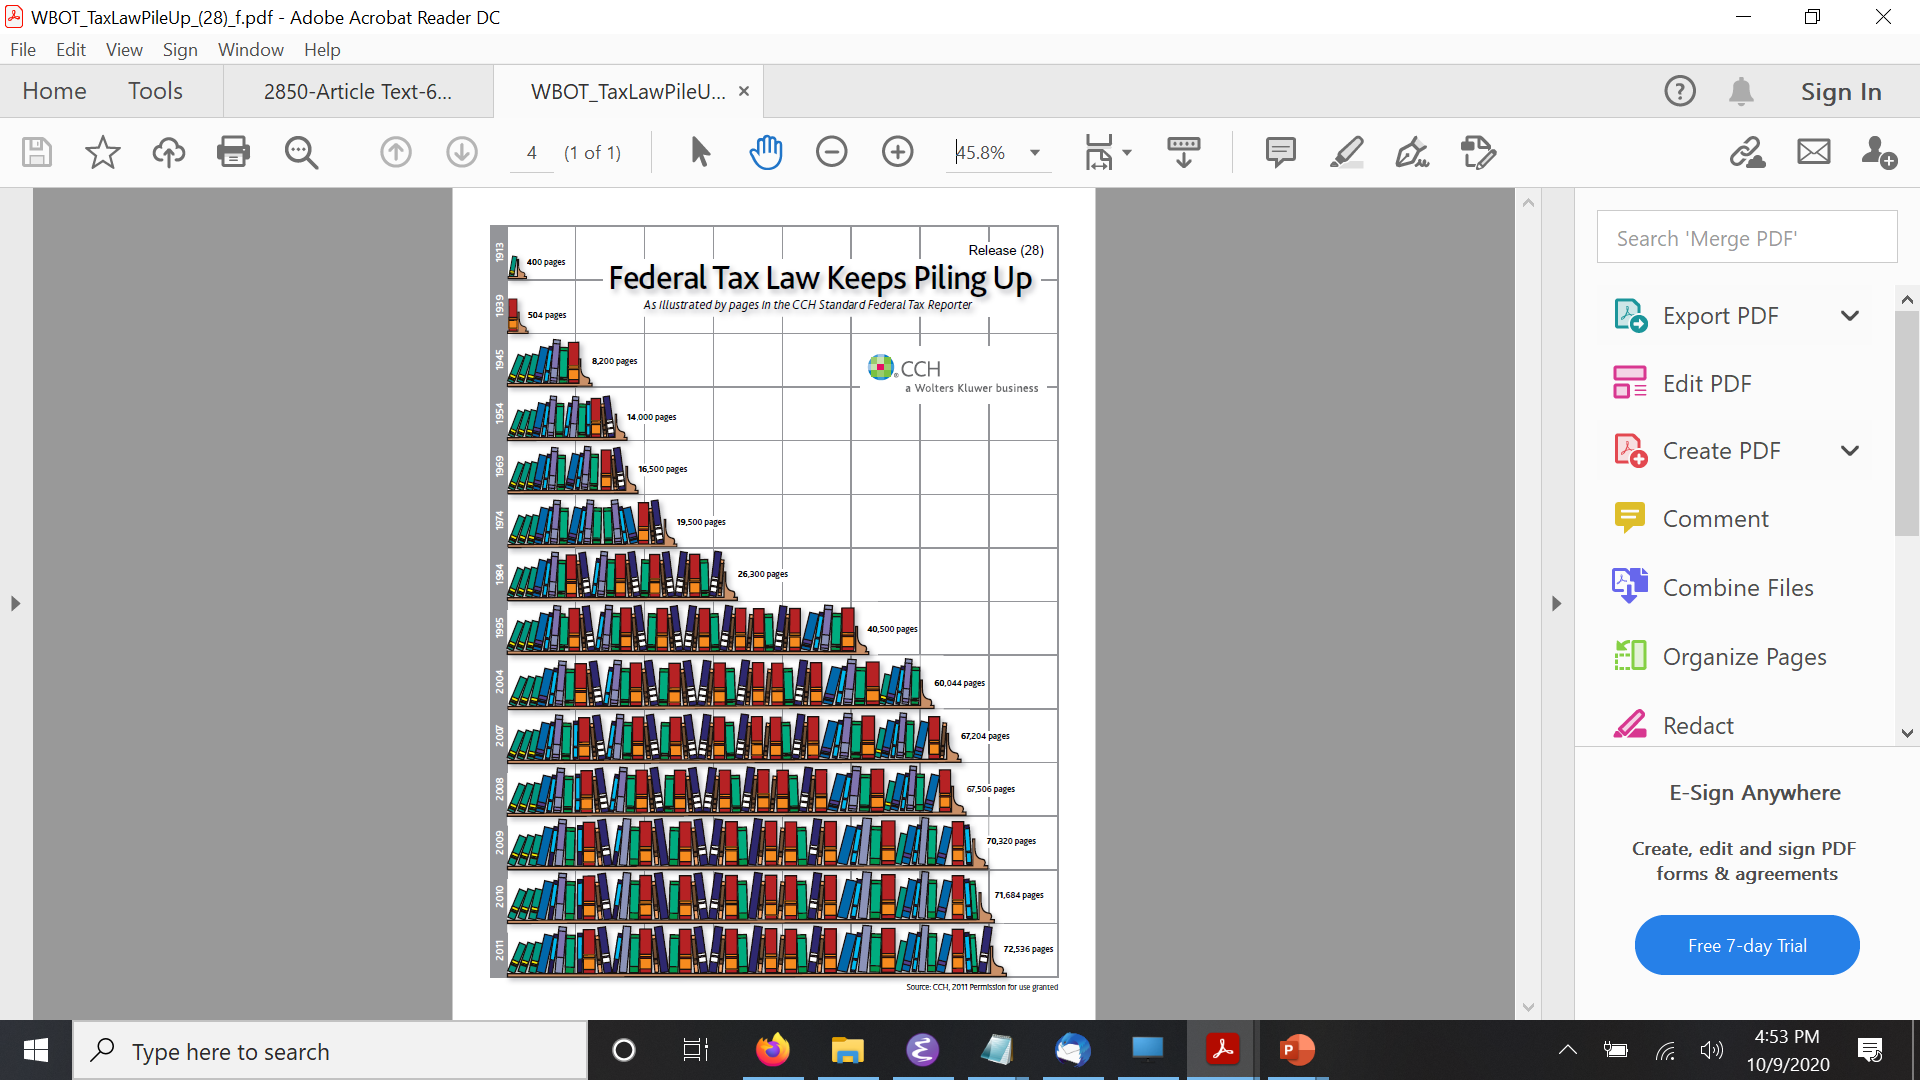 WBOT_TaxLawPileUp_(28)_f.pdf - Adobe Acrobat Reader DC
File Edit View Sign Window Help
Home Tools 2850-Article Text-6... WBOT_TaxLawPileU... Sign In
4 (1 of 1) 45.8%
Release (28)
Federal Tax Law Keeps Piling Up
As illustrated by pages in the CCH Standard Federal Tax Reporter
CCH
a Wolters Kluwer business
1913 400 pages
1939 504 pages
1945 8,200 pages
1954 14,000 pages
1969 16,500 pages
1974 19,500 pages
1984 26,300 pages
1995 40,500 pages
2004 60,044 pages
2007 67,204 pages
2008 67,506 pages
2009 70,320 pages
2010 71,684 pages
2011 72,536 pages
Source: CCH, 2011 Permission for use granted
Search 'Merge PDF'
Export PDF
Edit PDF
Create PDF
Comment
Combine Files
Organize Pages
Redact
E-Sign Anywhere
Create, edit and sign PDF
forms & agreements
Free 7-day Trial
Type here to search
4:53 PM
10/9/2020